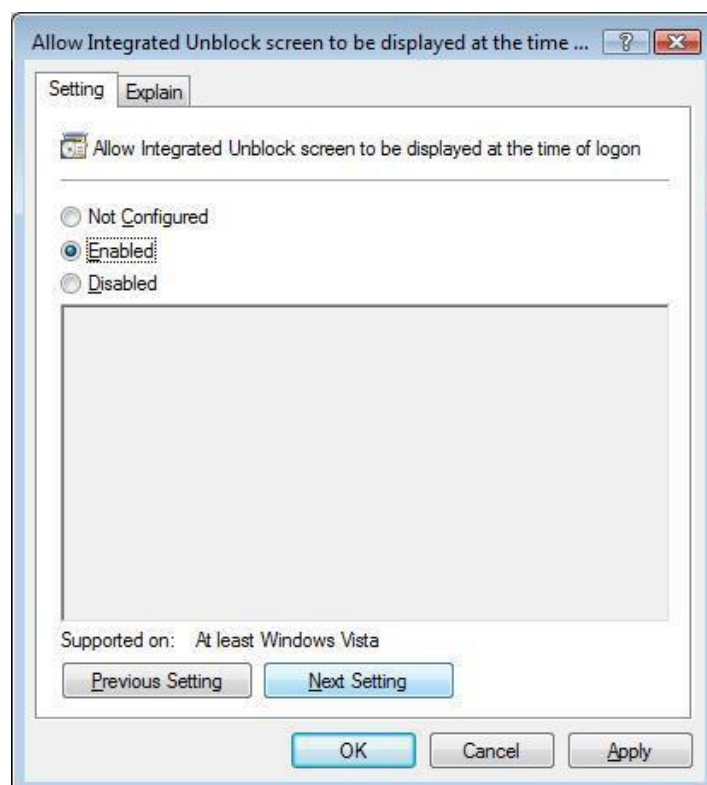 Allow Integrated Unblock screen to be displayed at the time ...
Setting
Explain
Allow Integrated Unblock screen to be displayed at the time of logon
Not Configured
Enabled
Disabled
Supported on: At least Windows Vista
Previous Setting
Next Setting
OK
Cancel
Apply